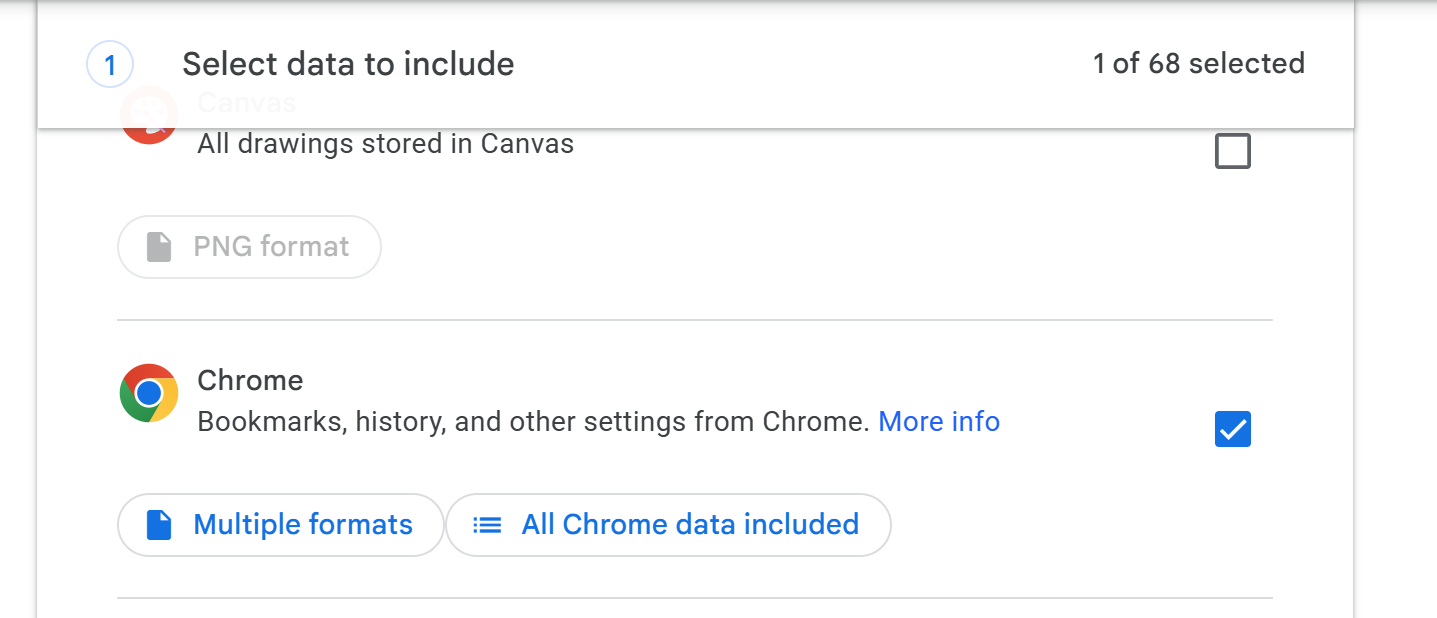 1
Select data to include
1 of 68 selected
Canvas
All drawings stored in Canvas
PNG format
Chrome
Bookmarks, history, and other settings from Chrome. More info
Multiple formats
All Chrome data included